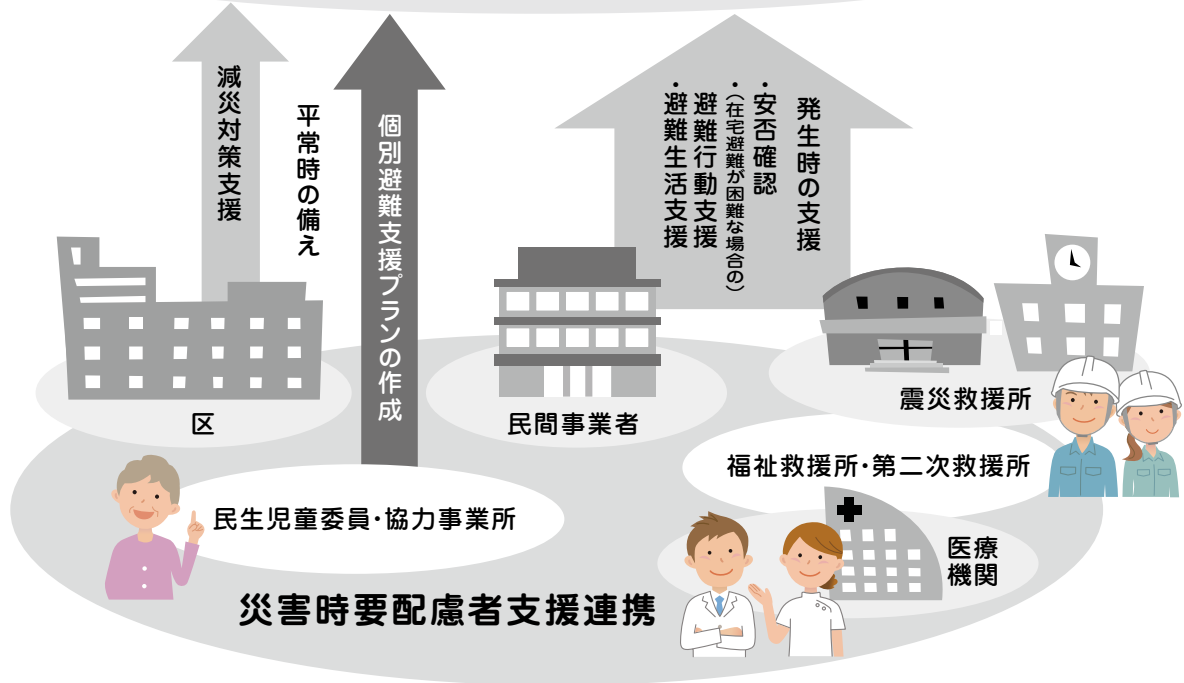 減災対策支援
平常時の備え
個別避難支援プランの作成
発生時の支援
・安否確認
・(在宅避難が困難な場合の)
避難行動支援
・避難生活支援
区
民間事業者
震災救援所
福祉救援所・第二次救援所
民生児童委員・協力事業所
医療
機関
災害時要配慮者支援連携